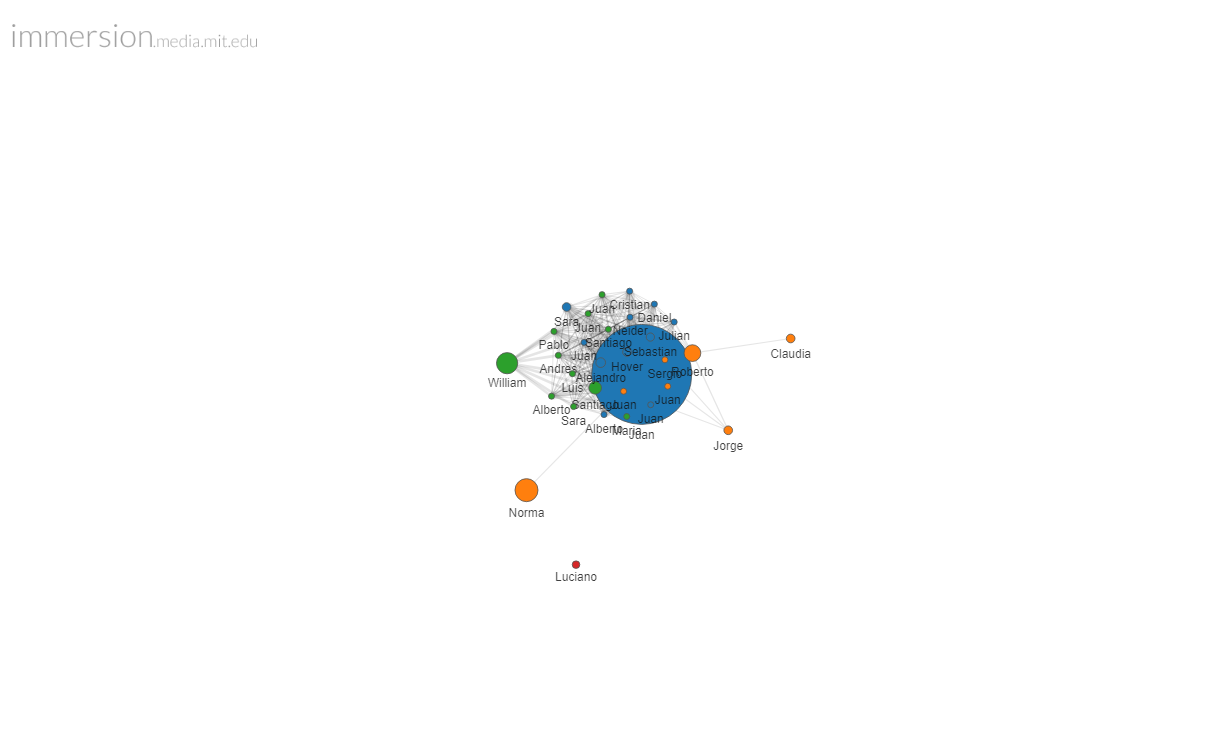 immersion.media.mit.edu
Cristian
Juan
Daniel
Sara
Juan
Neider
Julian
Pablo
Santiago
Sebastian
Claudia
Juan
Andres
Hover
Sergio
Roberto
William
Alejandro
Luis
Juan
Santiago
Juan
Alberto
Sara
Juan
Alberto
Maria
Juan
Jorge
Norma
Luciano